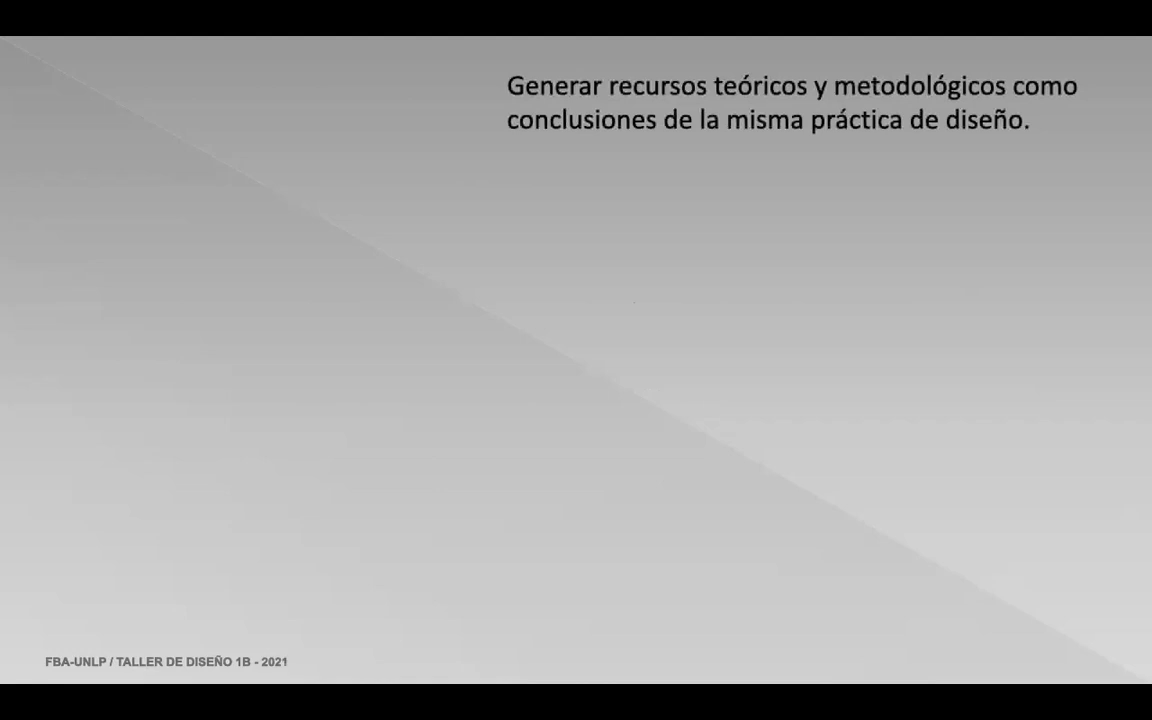 Generar recursos teóricos y metodológicos como
conclusiones de la misma práctica de diseño.
FBA-UNLP / TALLER DE DISEÑO 1B - 2021